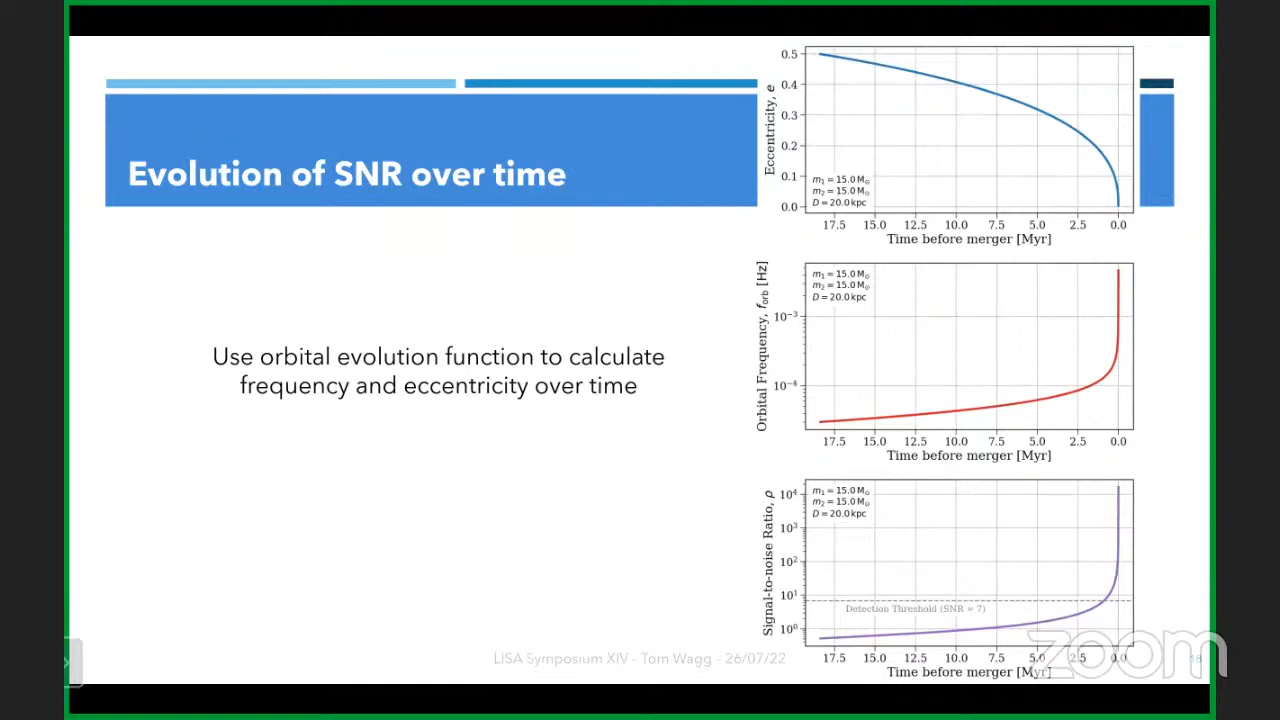 Evolution of SNR over time
Use orbital evolution function to calculate
frequency and eccentricity over time
Eccentricity, e
0.5
0.4
0.3
0.2
0.1
0.0
m₁ = 15.0 M☉
m₂ = 15.0 M☉
D = 20.0 kpc
17.5 15.0 12.5 10.0 7.5 5.0 2.5 0.0
Time before merger [Myr]
Orbital Frequency, f_orb [Hz]
10⁻³
10⁻⁴
m₁ = 15.0 M☉
m₂ = 15.0 M☉
D = 20.0 kpc
17.5 15.0 12.5 10.0 7.5 5.0 2.5 0.0
Time before merger [Myr]
Signal-to-noise Ratio, ρ
10⁴
10³
10²
10¹
10⁰
m₁ = 15.0 M☉
m₂ = 15.0 M☉
D = 20.0 kpc
Detection Threshold (SNR = 7)
17.5 15.0 12.5 10.0 7.5 5.0 2.5 0.0
Time before merger [Myr]
LISA Symposium XIV - Tom Wagg - 26/07/22
18
zoom